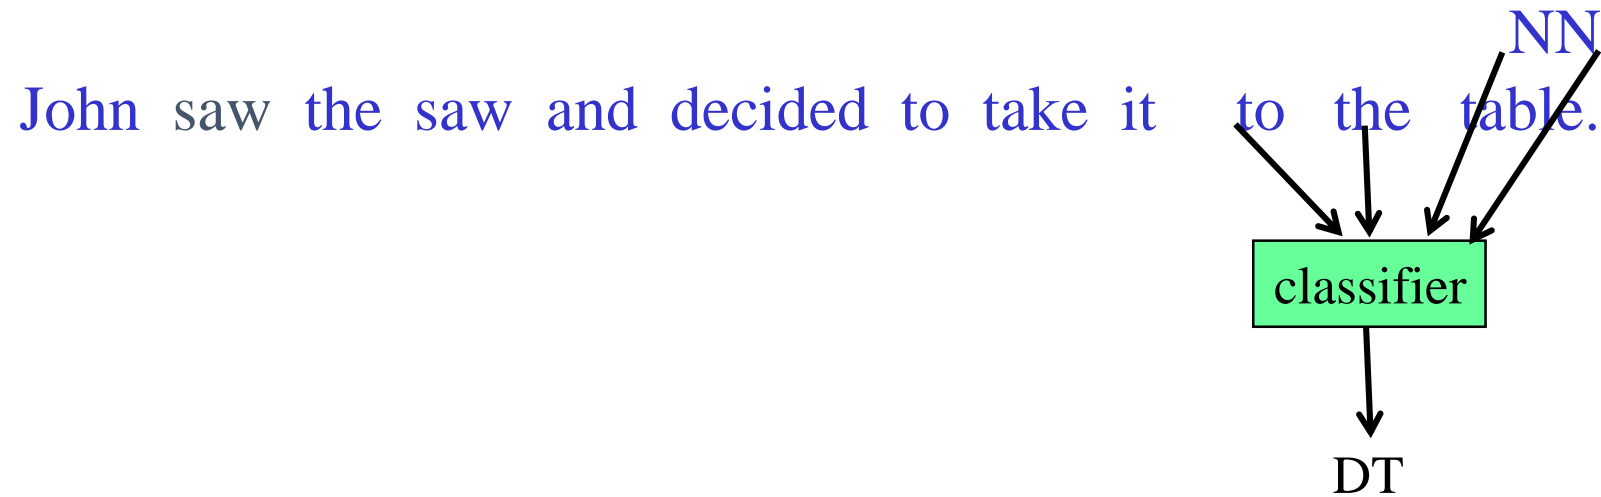 NN
John saw the saw and decided to take it to the table.
classifier
DT